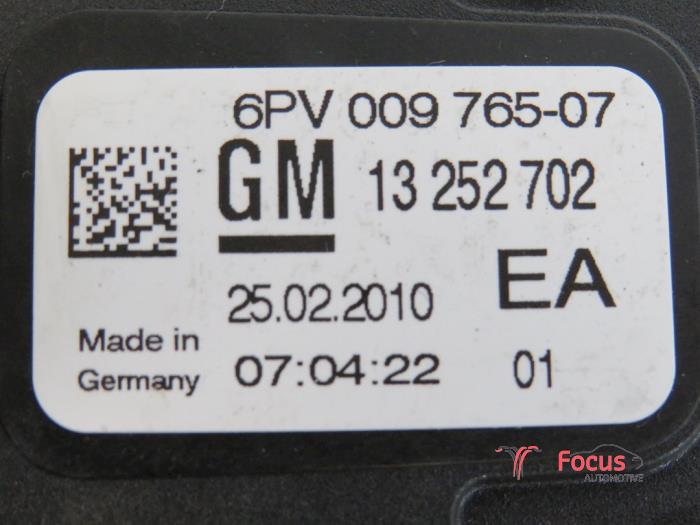 6PV 009 765-07
GM 13 252 702
25.02.2010 EA
Made in
Germany
07:04:22 01
Focus
AUTOMOTIVE